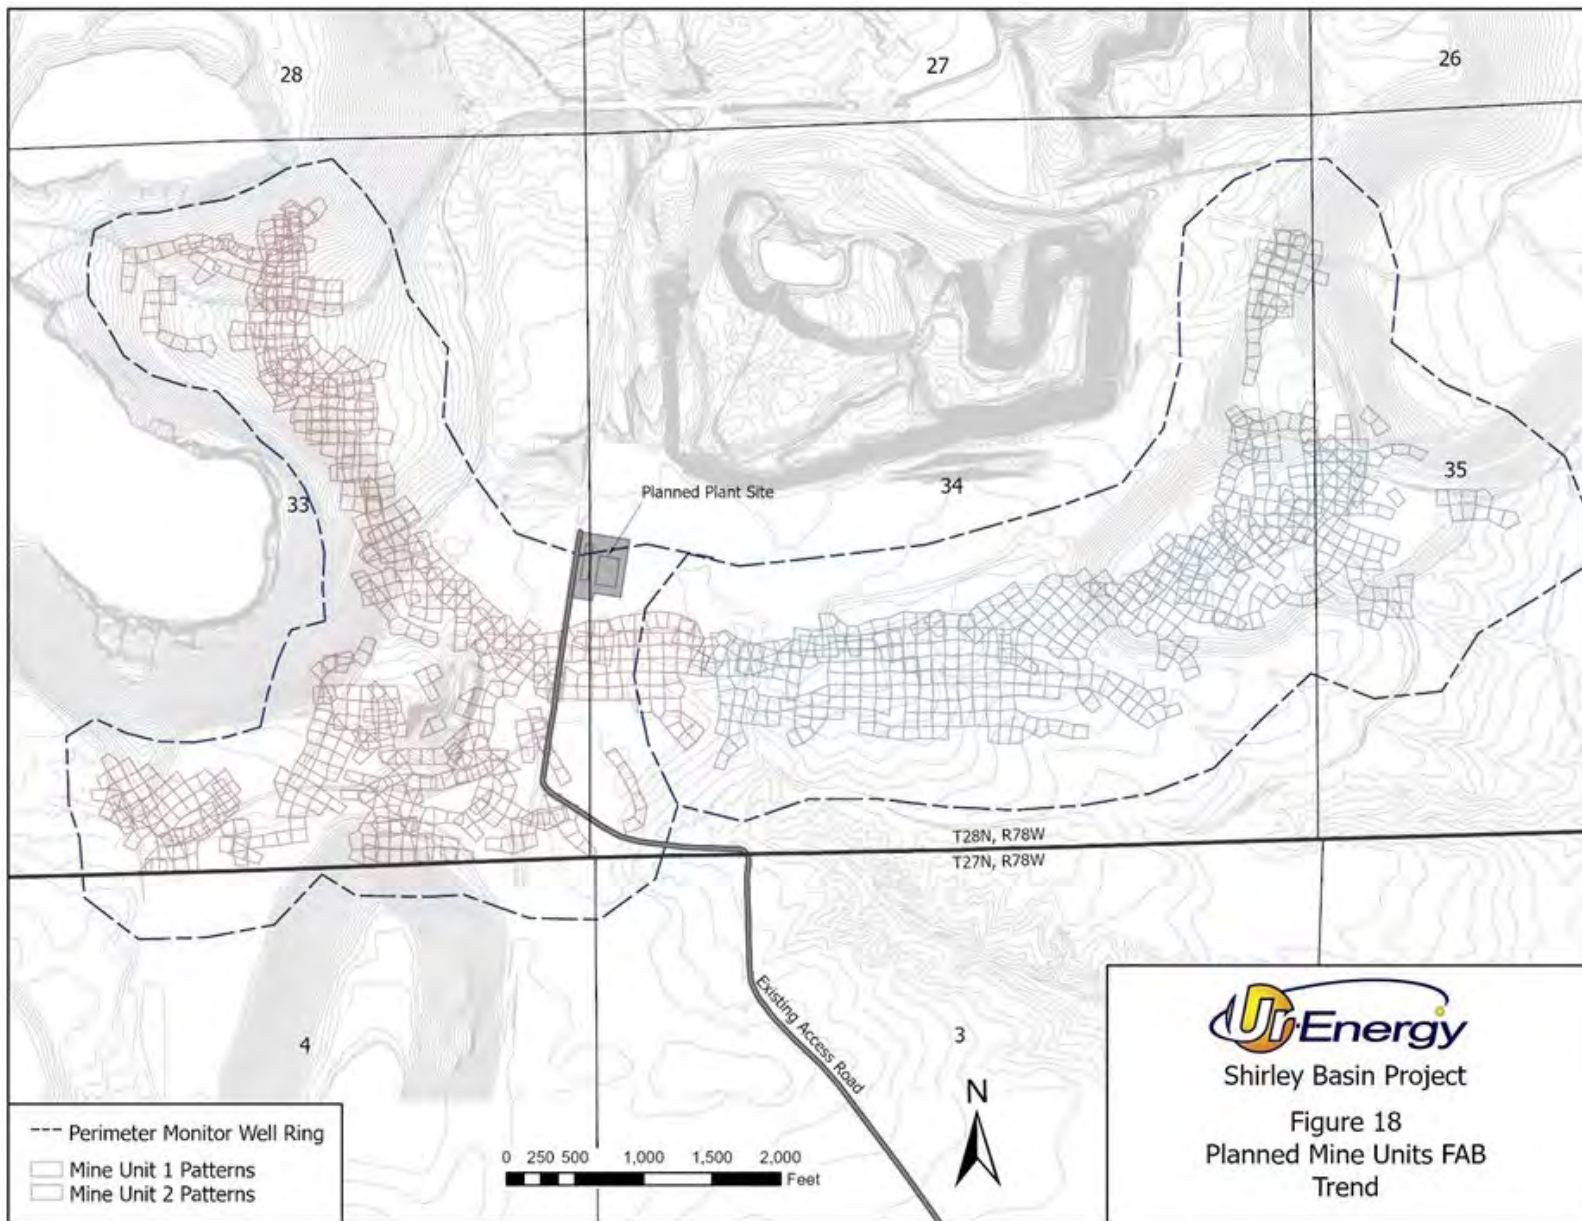 28
27
26
33
Planned Plant Site
34
35
T28N, R78W
T27N, R78W
Existing Access Road
4
3
N
--- Perimeter Monitor Well Ring
Mine Unit 1 Patterns
Mine Unit 2 Patterns
0 250 500 1,000 1,500 2,000
Feet
Ur-Energy
Shirley Basin Project
Figure 18
Planned Mine Units FAB
Trend